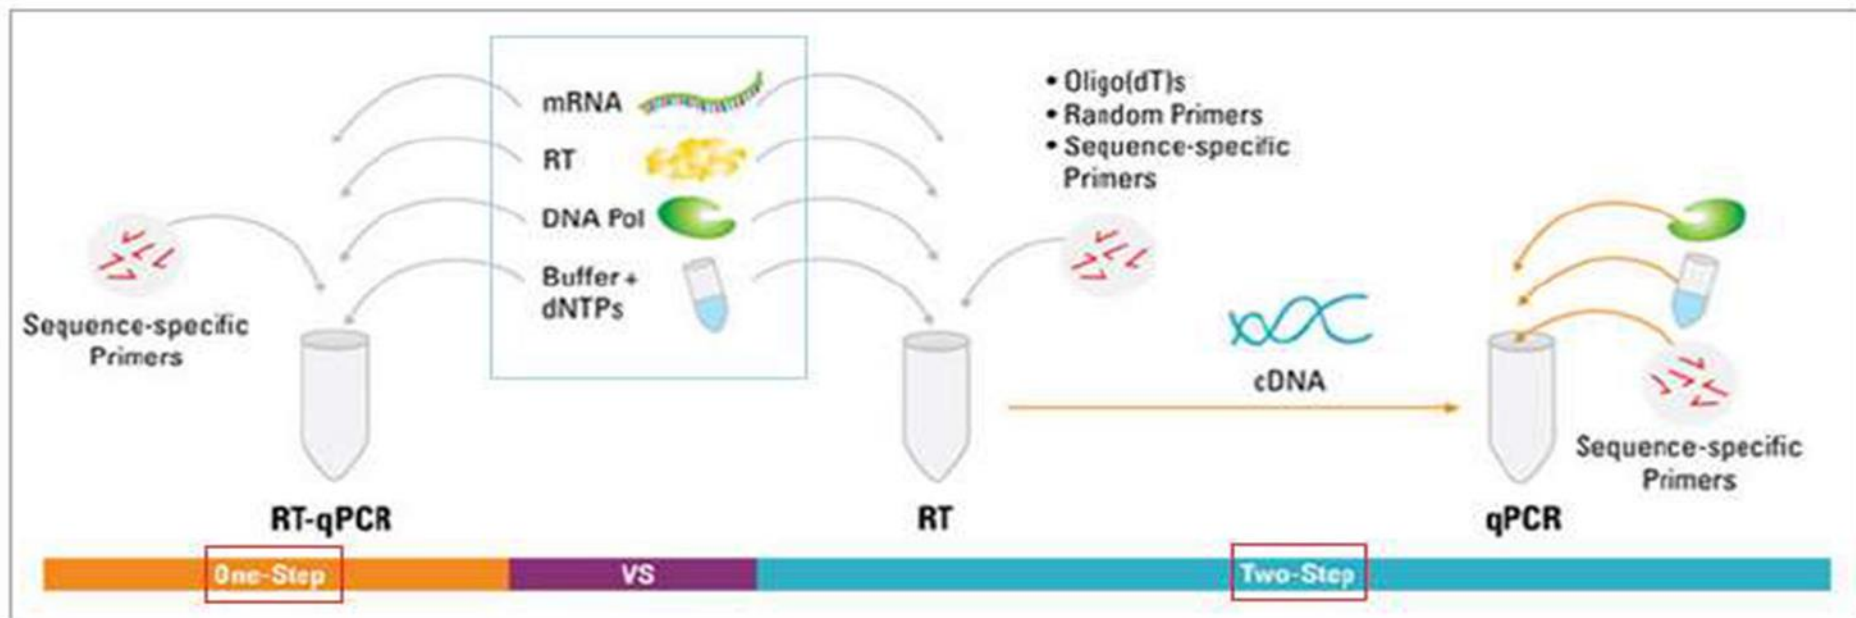 mRNA
RT
DNA Pol
Buffer +
dNTPs
Sequence-specific
Primers
• Oligo(dT)s
• Random Primers
• Sequence-specific
Primers
cDNA
Sequence-specific
Primers
RT-qPCR
RT
qPCR
One-Step
VS
Two-Step